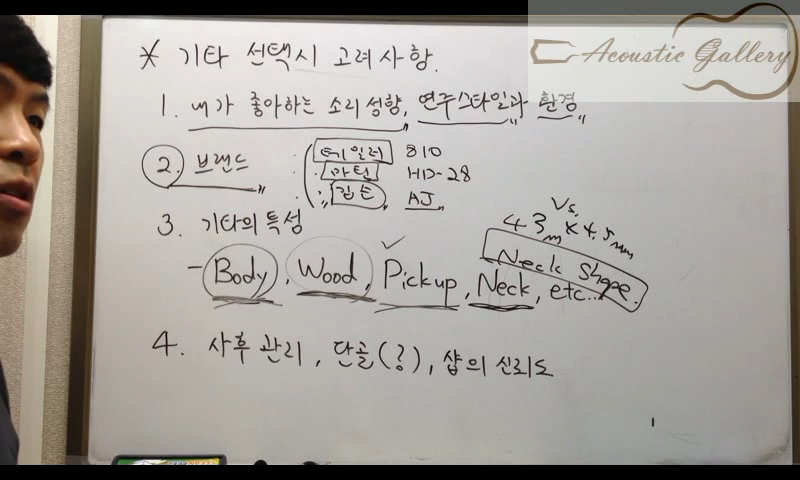 Acoustic Gallery
* 기타 선택시 고려사항.
1. 내가 좋아하는 소리성향, 연주스타일과 환경
2. 브랜드 : 테일러 810
: 마틴 HD-28
: 깁슨 AJ
3. 기타의 특성
43mm Vs. 44.5mm
Neck Shape.
- Body, Wood, Pickup, Neck, etc...
4. 사후관리, 단골(?), 샵의 신뢰도